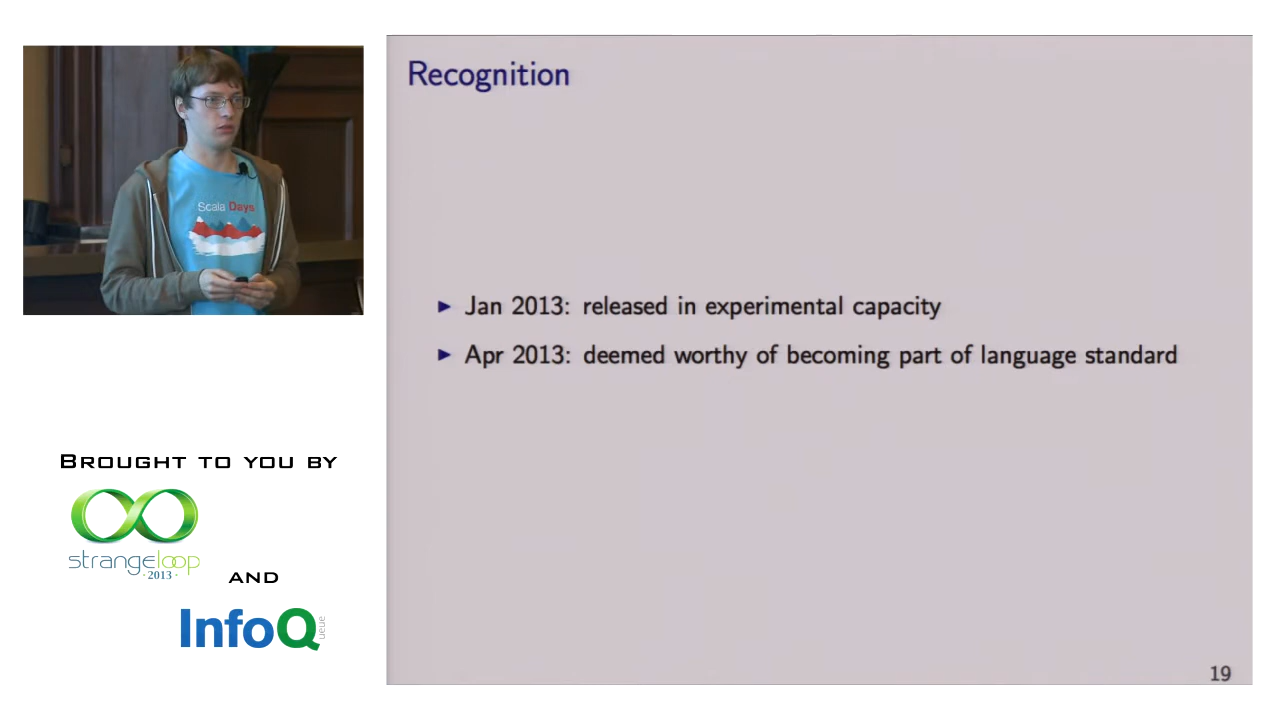 Recognition
Scala Days
▶ Jan 2013: released in experimental capacity
▶ Apr 2013: deemed worthy of becoming part of language standard
BROUGHT TO YOU BY
strangeloop
· 2013 ·
AND
InfoQ
ueue
19